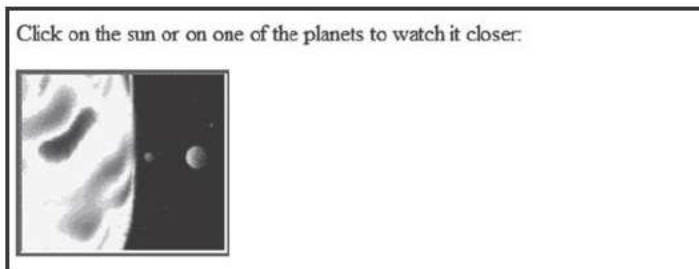 Click on the sun or on one of the planets to watch it closer: